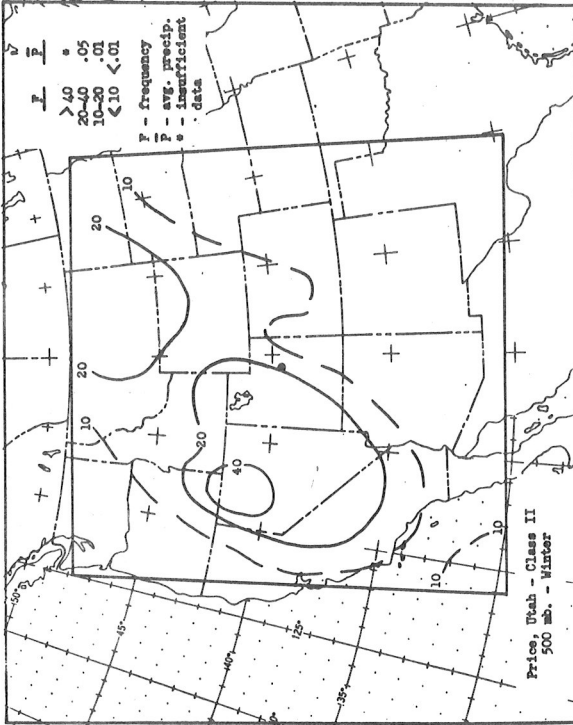 F P̄
>40 *
20-40 .05
10-20 .01
<10 <.01
F - frequency
P̄ - avg. precip.
* - insufficient
data
20
10
20
10
20
40
10
10
50°
45°
40°
125°
35°
Price, Utah - Class II
500 mb. - Winter